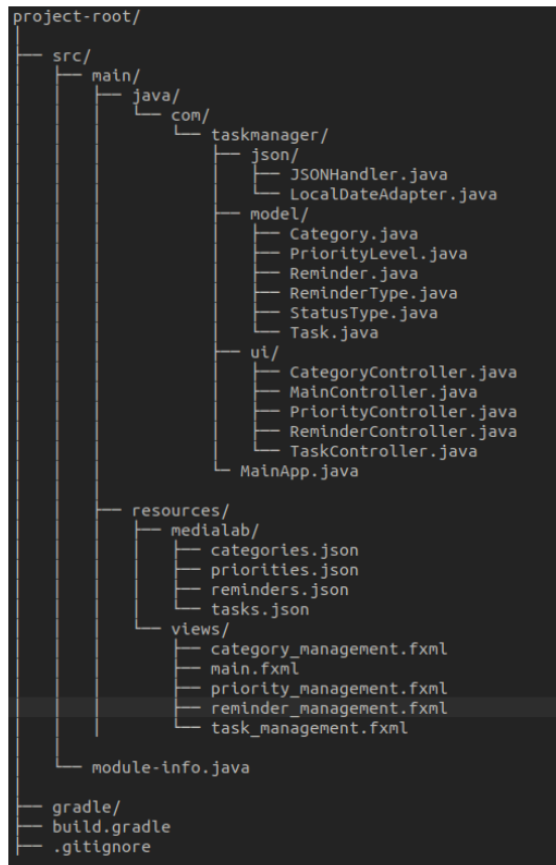 project-root/
│
├── src/
│   ├── main/
│   │   ├── java/
│   │   │   └── com/
│   │   │       └── taskmanager/
│   │   │           ├── json/
│   │   │           │   ├── JSONHandler.java
│   │   │           │   └── LocalDateAdapter.java
│   │   │           ├── model/
│   │   │           │   ├── Category.java
│   │   │           │   ├── PriorityLevel.java
│   │   │           │   ├── Reminder.java
│   │   │           │   ├── ReminderType.java
│   │   │           │   ├── StatusType.java
│   │   │           │   └── Task.java
│   │   │           ├── ui/
│   │   │           │   ├── CategoryController.java
│   │   │           │   ├── MainController.java
│   │   │           │   ├── PriorityController.java
│   │   │           │   ├── ReminderController.java
│   │   │           │   └── TaskController.java
│   │   │           └─ MainApp.java
│   │   │
│   │   ├── resources/
│   │   │   ├── medialab/
│   │   │   │   ├── categories.json
│   │   │   │   ├── priorities.json
│   │   │   │   ├── reminders.json
│   │   │   │   └── tasks.json
│   │   │   └── views/
│   │   │       ├── category_management.fxml
│   │   │       ├── main.fxml
│   │   │       ├── priority_management.fxml
│   │   │       ├── reminder_management.fxml
│   │   │       └── task_management.fxml
│   │
│   └── module-info.java
│
├── gradle/
├── build.gradle
├── .gitignore